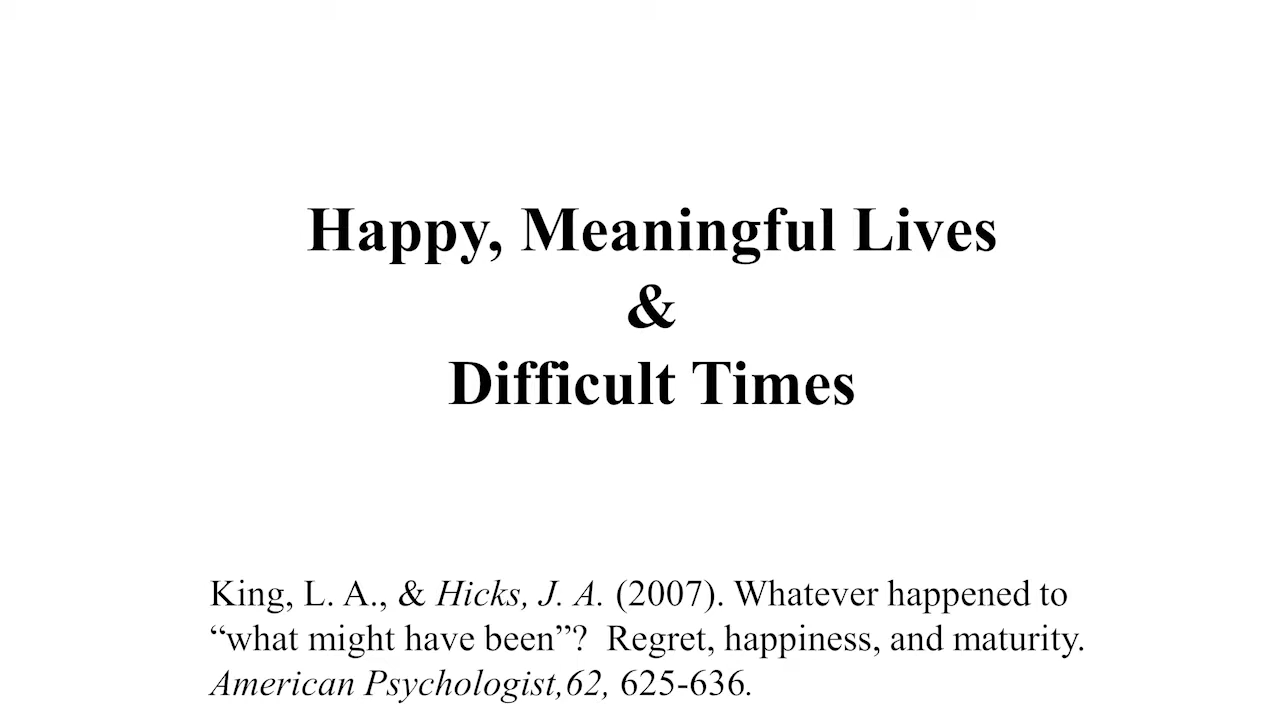 Happy, Meaningful Lives
&
Difficult Times
King, L. A., & Hicks, J. A. (2007). Whatever happened to
“what might have been”?  Regret, happiness, and maturity.
American Psychologist,62, 625-636.